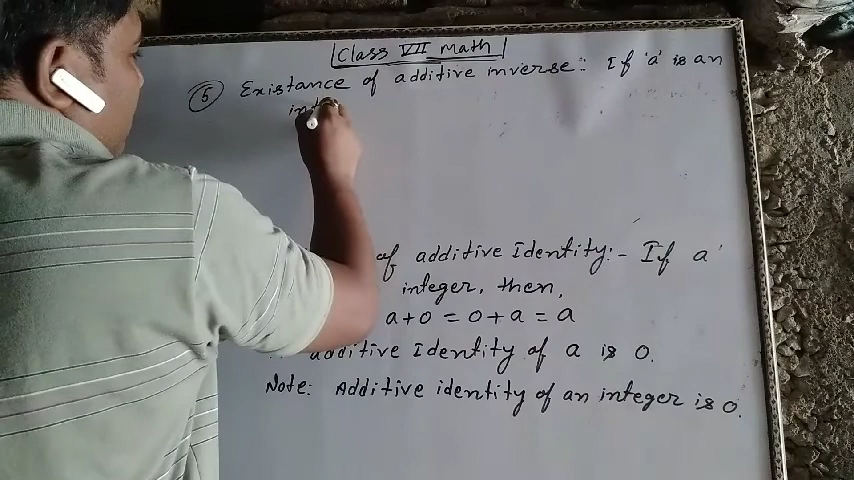 Class VII Math
5 Existance of additive inverse:- If 'a' is an
of additive Identity:- If a'
integer, then,
a+0 = 0+a = a
additive Identity of a is 0.
Note: Additive identity of an integer is 0.